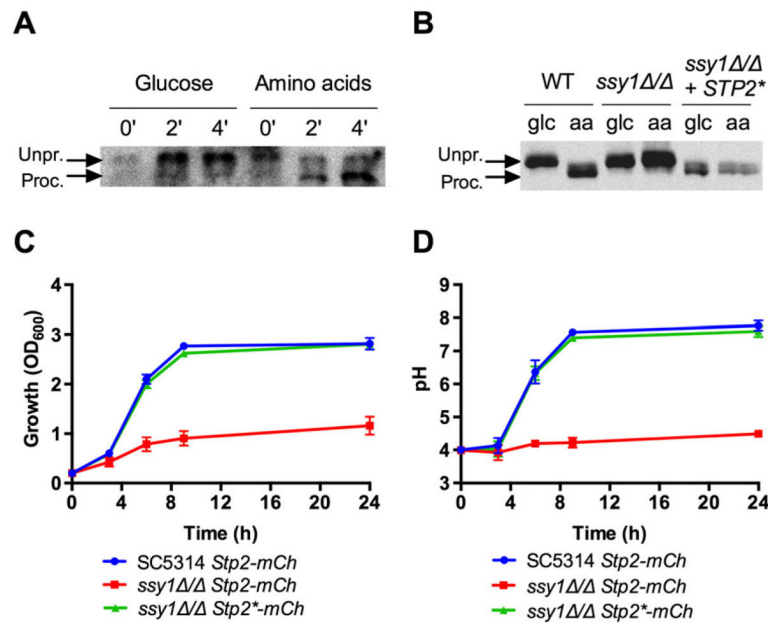 A
Glucose Amino acids
0' 2' 4' 0' 2' 4'
Unpr.
Proc.
B
WT ssy1Δ/Δ ssy1Δ/Δ + STP2*
glc aa glc aa glc aa
Unpr.
Proc.
C
Growth (OD600)
4
3
2
1
0
0 4 8 12 16 20 24
Time (h)
SC5314 Stp2-mCh
ssy1Δ/Δ Stp2-mCh
ssy1Δ/Δ Stp2*-mCh
D
pH
9
8
7
6
5
4
3
0 4 8 12 16 20 24
Time (h)
SC5314 Stp2-mCh
ssy1Δ/Δ Stp2-mCh
ssy1Δ/Δ Stp2*-mCh